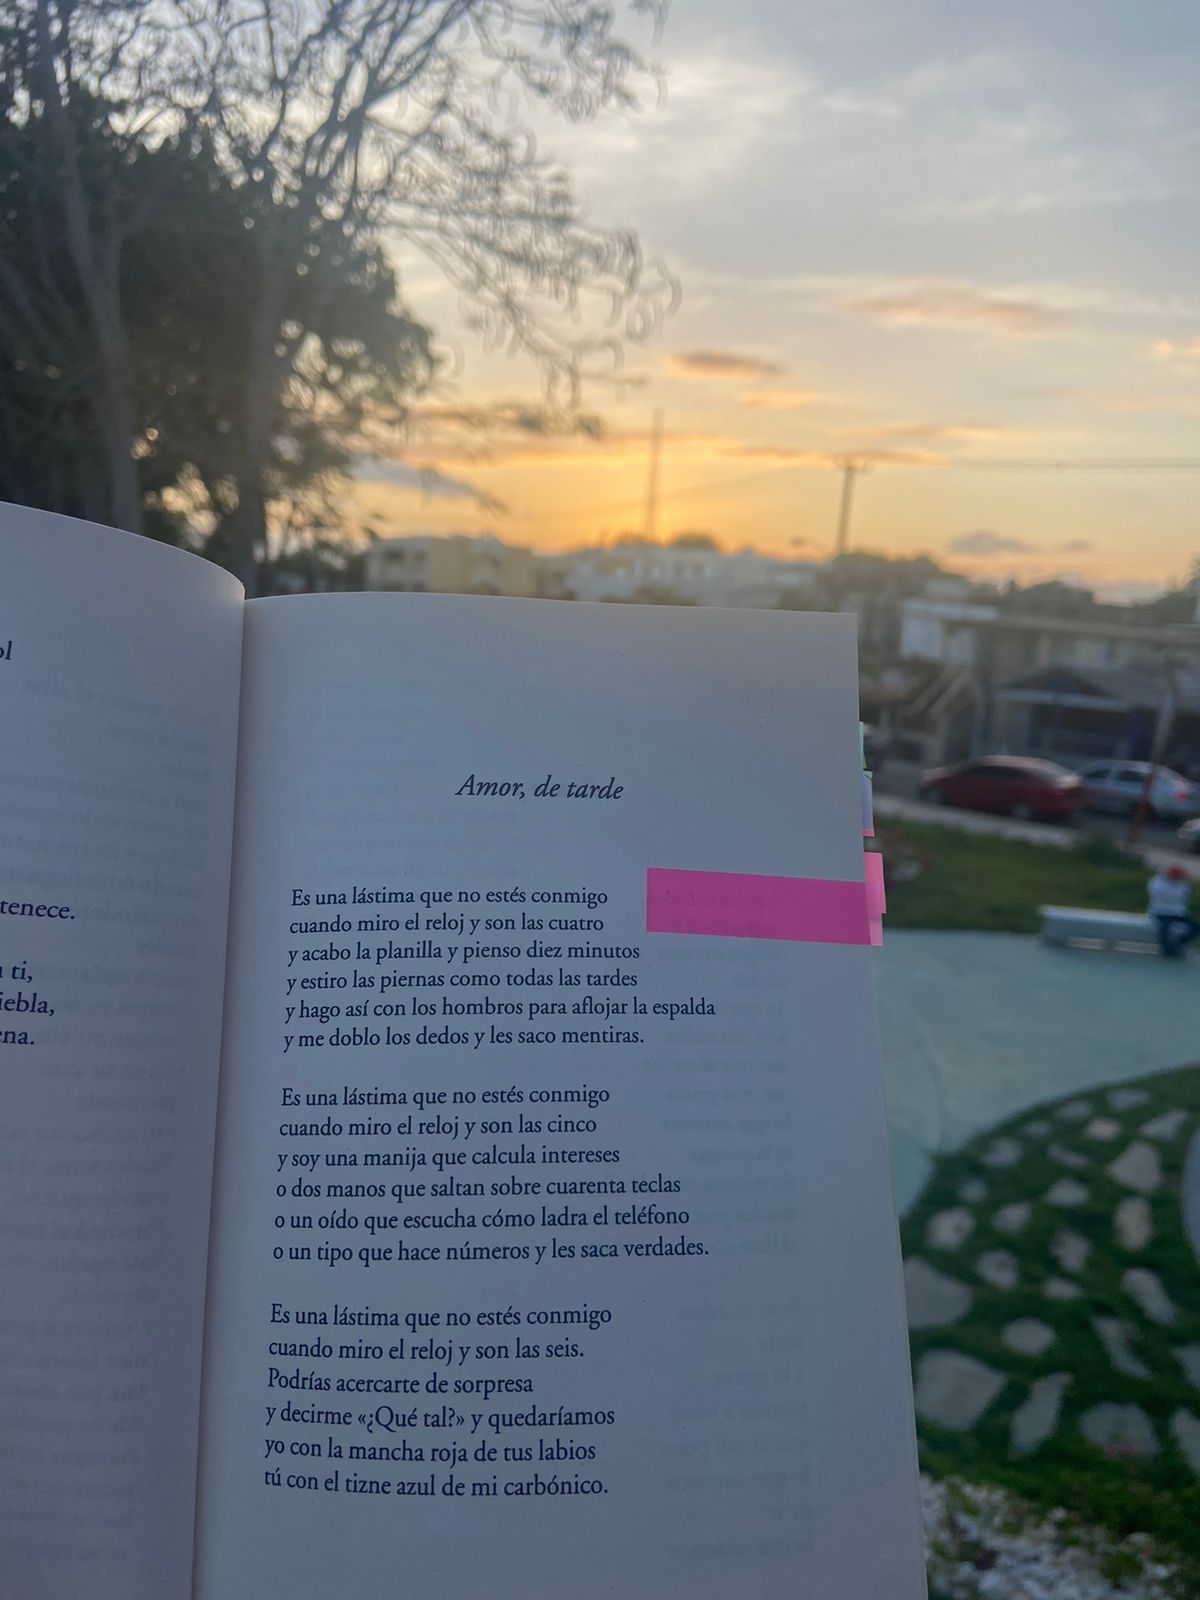 tenece.
ti,
ena.
Amor, de tarde
Es una lástima que no estés conmigo
cuando miro el reloj y son las cuatro
y acabo la planilla y pienso diez minutos
y estiro las piernas como todas las tardes
y hago así con los hombros para aflojar la espalda
y me doblo los dedos y les saco mentiras.
Es una lástima que no estés conmigo
cuando miro el reloj y son las cinco
y soy una manija que calcula intereses
o dos manos que saltan sobre cuarenta teclas
o un oído que escucha cómo ladra el teléfono
o un tipo que hace números y les saca verdades.
Es una lástima que no estés conmigo
cuando miro el reloj y son las seis.
Podrías acercarte de sorpresa
y decirme «¿Qué tal?» y quedaríamos
yo con la mancha roja de tus labios
tú con el tizne azul de mi carbónico.